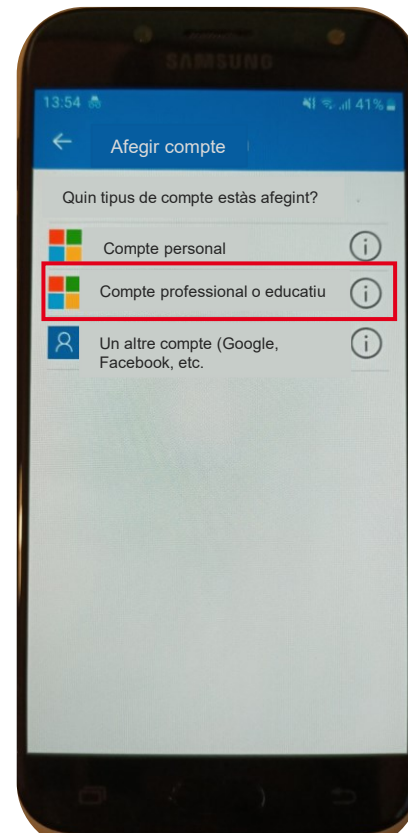 SAMSUNG
13:54 41%
Afegir compte
Quin tipus de compte estàs afegint?
Compte personal
Compte professional o educatiu
Un altre compte (Google,
Facebook, etc.